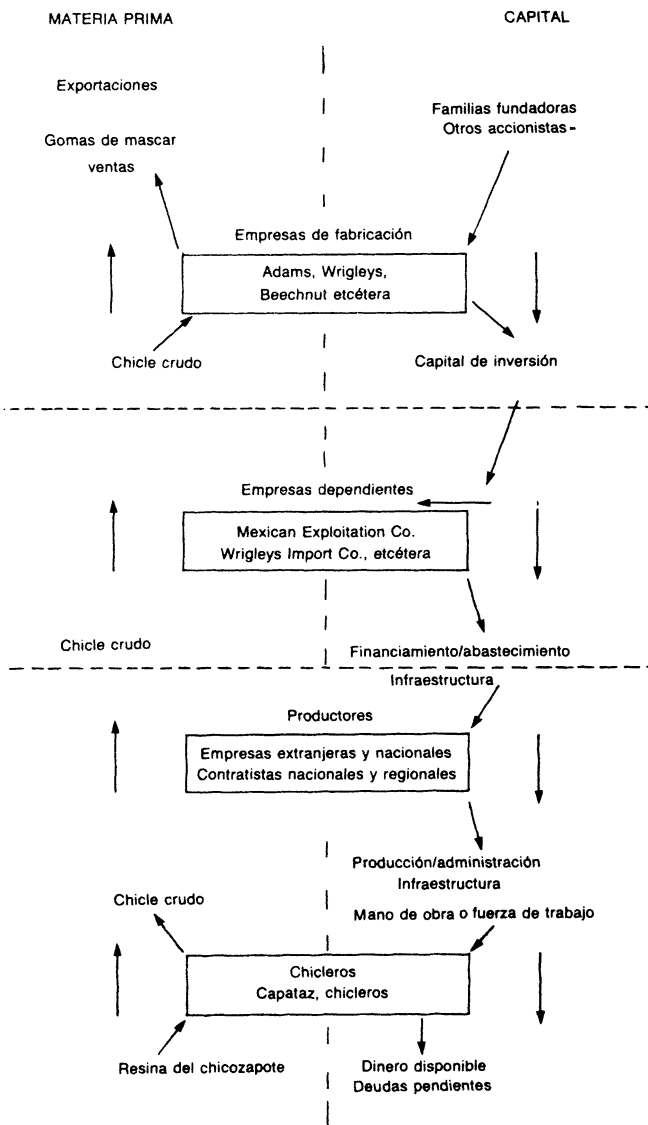 MATERIA PRIMA
CAPITAL
Exportaciones
Familias fundadoras
Otros accionistas-
Gomas de mascar
ventas
Empresas de fabricación
Adams, Wrigleys,
Beechnut etcétera
Chicle crudo
Capital de inversión
Empresas dependientes
Mexican Exploitation Co.
Wrigleys Import Co., etcétera
Chicle crudo
Financiamiento/abastecimiento
Infraestructura
Productores
Empresas extranjeras y nacionales
Contratistas nacionales y regionales
Producción/administración
Infraestructura
Chicle crudo
Mano de obra o fuerza de trabajo
Chicleros
Capataz, chicleros
Resina del chicozapote
Dinero disponible
Deudas pendientes